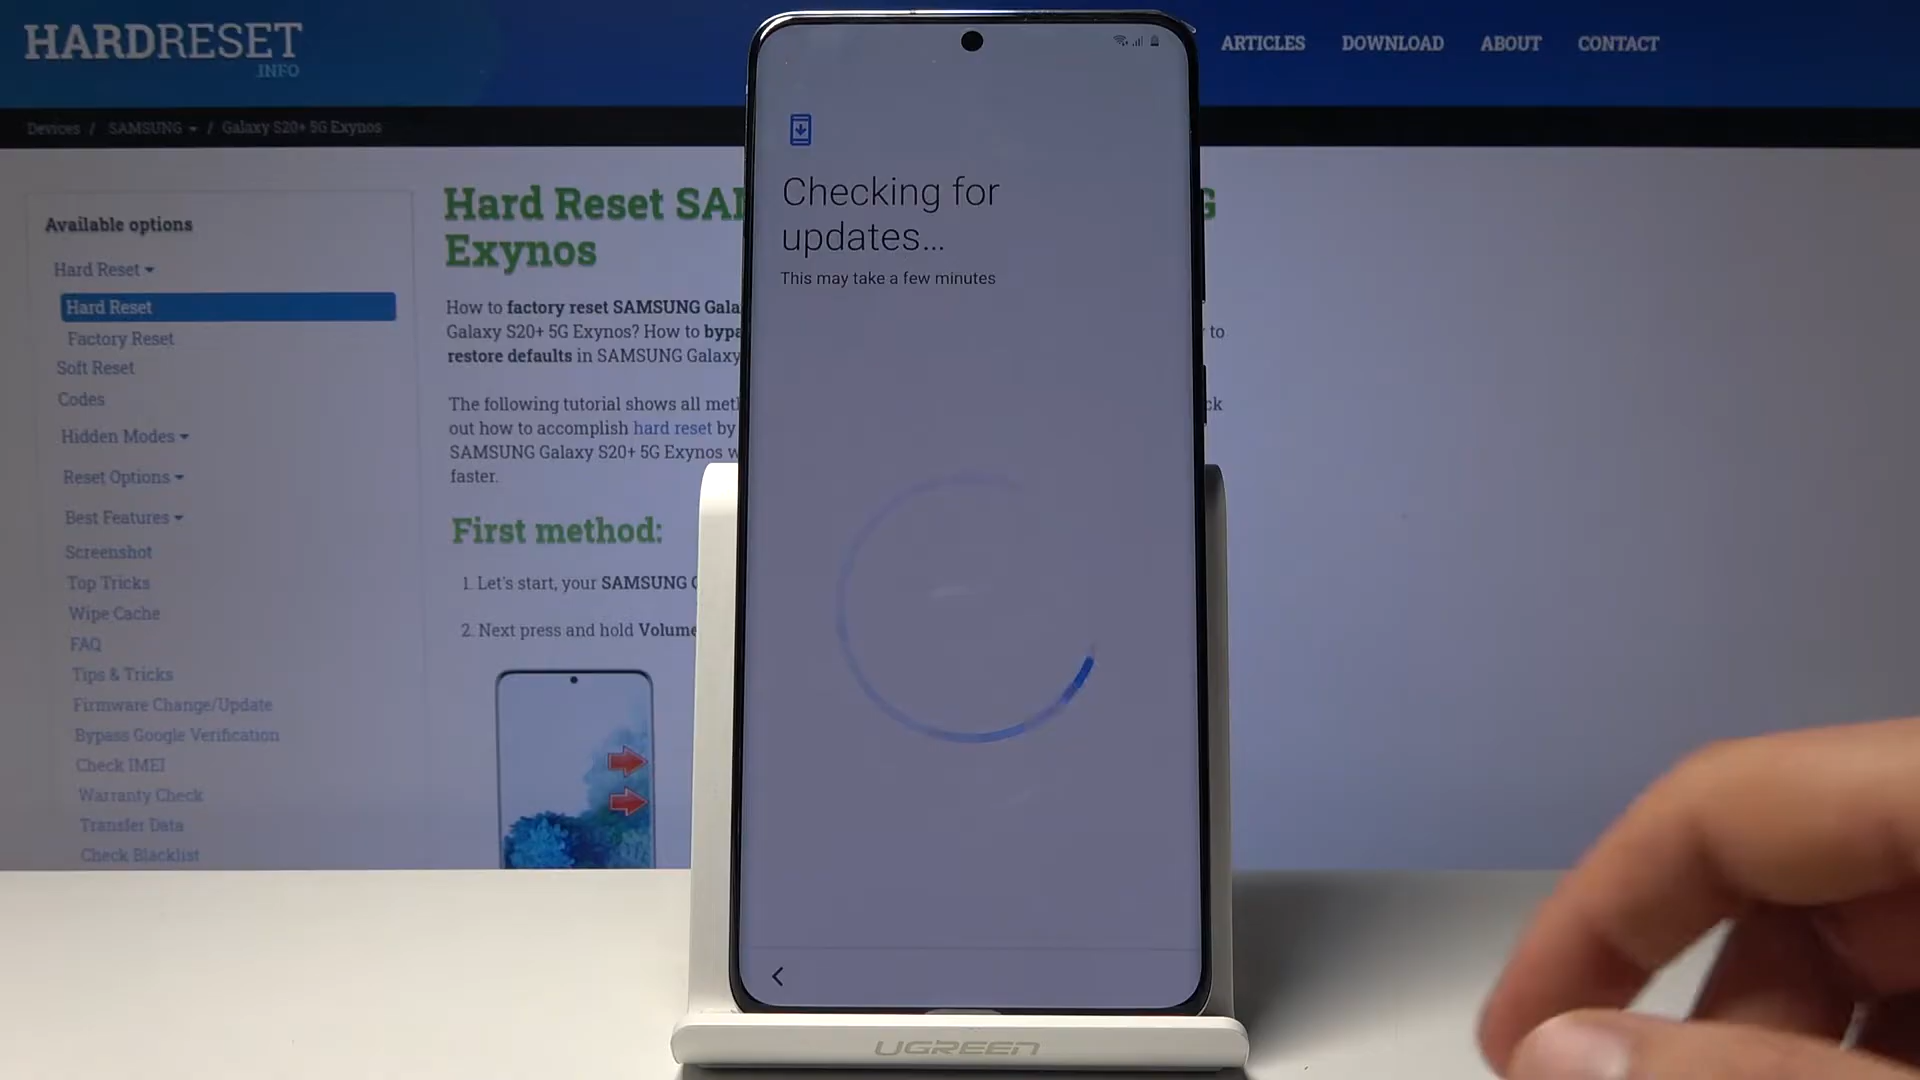 HARDRESET
.INFO
ARTICLES DOWNLOAD ABOUT CONTACT
Devices / SAMSUNG / Galaxy S20+ 5G Exynos
Available options
Hard Reset
Hard Reset
Factory Reset
Soft Reset
Codes
Hidden Modes
Reset Options
Best Features
Screenshot
Top Tricks
Wipe Cache
FAQ
Tips & Tricks
Firmware Change/Update
Bypass Google Verification
Check IMEI
Warranty Check
Transfer Data
Check Blacklist
Hard Reset SA G
Exynos
How to factory reset SAMSUNG Gala
Galaxy S20+ 5G Exynos? How to bypa to
restore defaults in SAMSUNG Galaxy
The following tutorial shows all met ck
out how to accomplish hard reset by
SAMSUNG Galaxy S20+ 5G Exynos w
faster.
First method:
1. Let's start, your SAMSUNG G
2. Next press and hold Volume
Checking for
updates...
This may take a few minutes
UGREEN